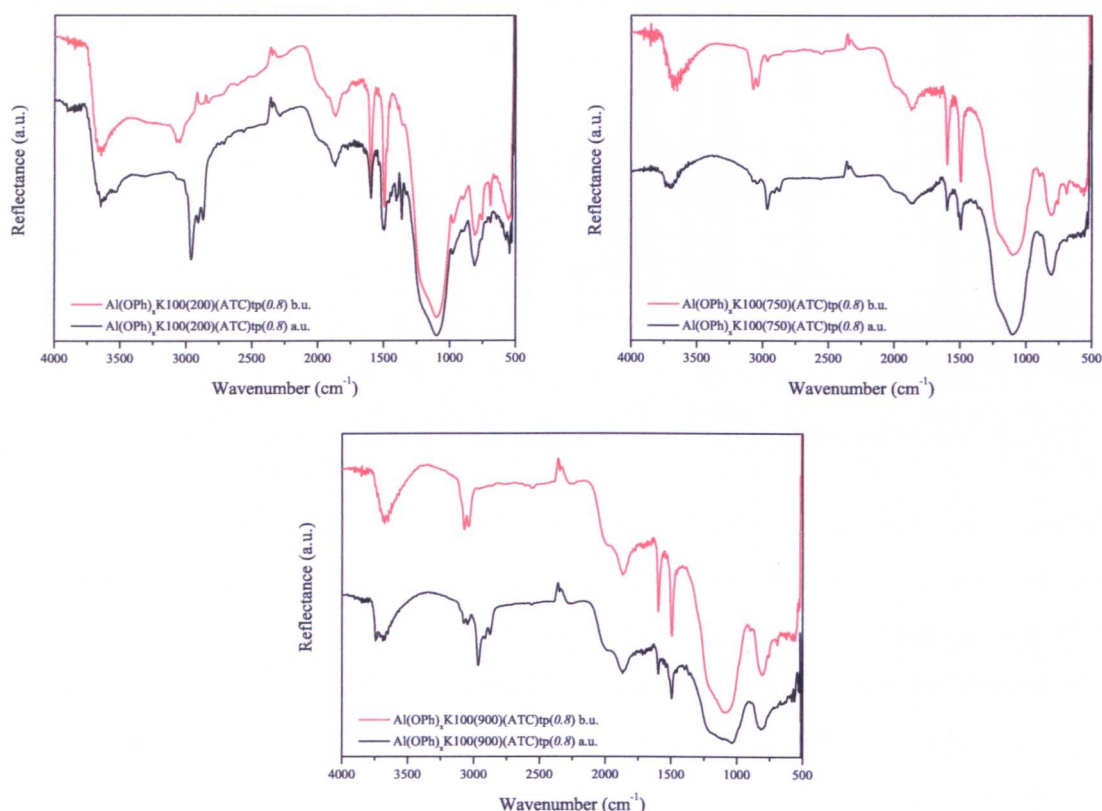 Reflectance (a.u.)
Al(OPh)ₓK100(200)(ATC)tp(0.8) b.u.
Al(OPh)ₓK100(200)(ATC)tp(0.8) a.u.
4000 3500 3000 2500 2000 1500 1000 500
Wavenumber (cm⁻¹)
Reflectance (a.u.)
Al(OPh)ₓK100(750)(ATC)tp(0.8) b.u.
Al(OPh)ₓK100(750)(ATC)tp(0.8) a.u.
4000 3500 3000 2500 2000 1500 1000 500
Wavenumber (cm⁻¹)
Reflectance (a.u.)
Al(OPh)ₓK100(900)(ATC)tp(0.8) b.u.
Al(OPh)ₓK100(900)(ATC)tp(0.8) a.u.
4000 3500 3000 2500 2000 1500 1000 500
Wavenumber (cm⁻¹)